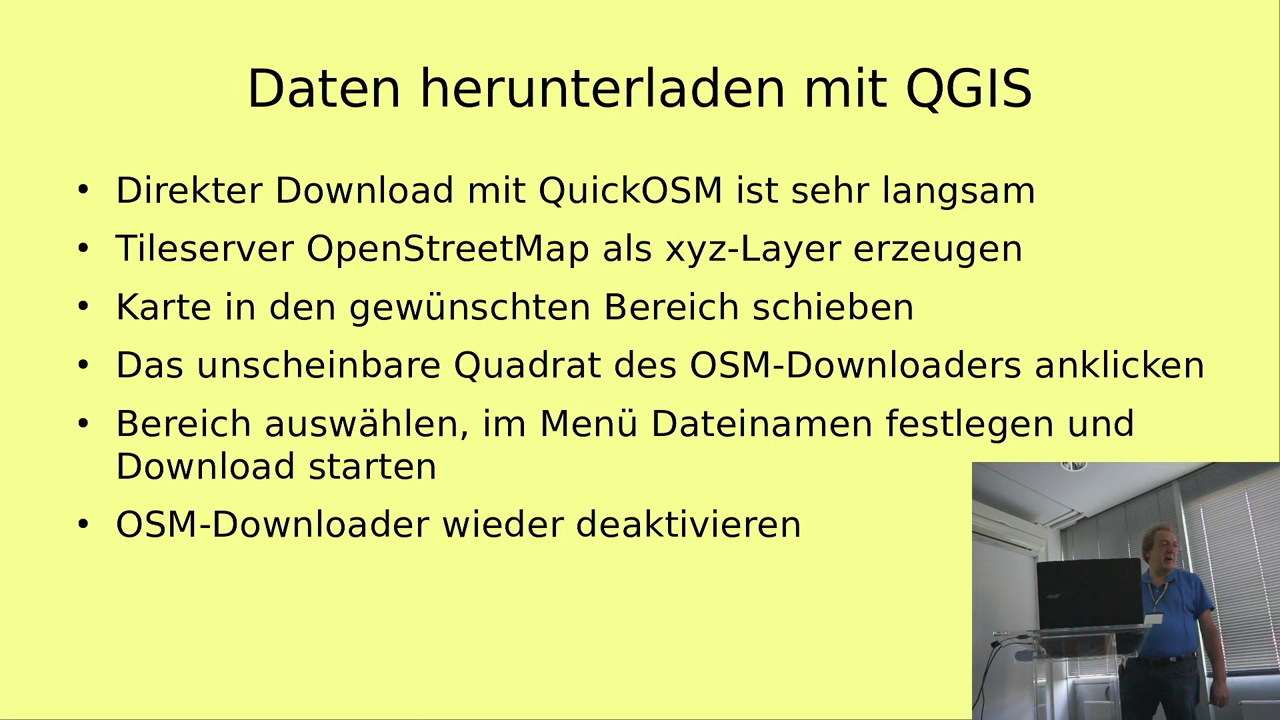 Daten herunterladen mit QGIS
• Direkter Download mit QuickOSM ist sehr langsam
• Tileserver OpenStreetMap als xyz-Layer erzeugen
• Karte in den gewünschten Bereich schieben
• Das unscheinbare Quadrat des OSM-Downloaders anklicken
• Bereich auswählen, im Menü Dateinamen festlegen und
Download starten
• OSM-Downloader wieder deaktivieren